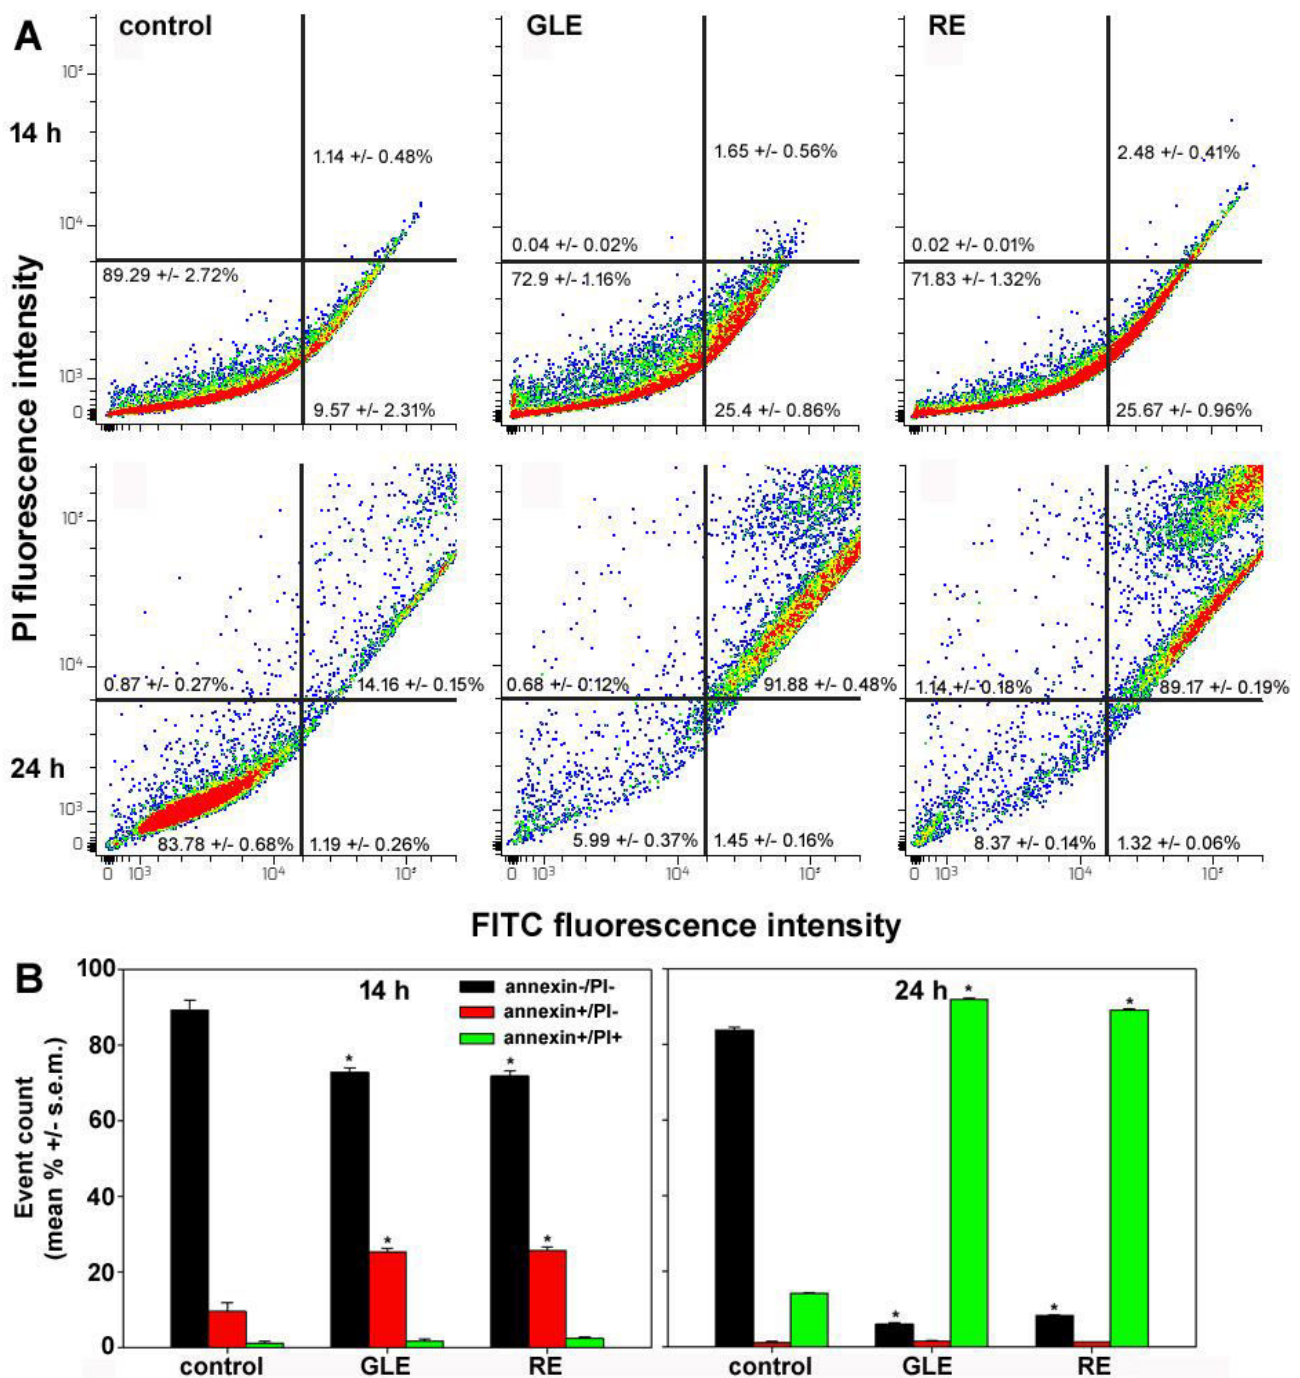 A
control
GLE
RE
14 h
PI fluorescence intensity
10⁵
10⁴
10³
0
1.14 +/- 0.48%
89.29 +/- 2.72%
9.57 +/- 2.31%
1.65 +/- 0.56%
0.04 +/- 0.02%
72.9 +/- 1.16%
25.4 +/- 0.86%
2.48 +/- 0.41%
0.02 +/- 0.01%
71.83 +/- 1.32%
25.67 +/- 0.96%
24 h
10⁵
10⁴
10³
0
0.87 +/- 0.27%
14.16 +/- 0.15%
83.78 +/- 0.68%
1.19 +/- 0.26%
0.68 +/- 0.12%
91.88 +/- 0.48%
5.99 +/- 0.37%
1.45 +/- 0.16%
1.14 +/- 0.18%
89.17 +/- 0.19%
8.37 +/- 0.14%
1.32 +/- 0.06%
0 10³ 10⁴ 10⁵
0 10³ 10⁴ 10⁵
0 10³ 10⁴ 10⁵
FITC fluorescence intensity
B
Event count
(mean % +/- s.e.m.)
100
80
60
40
20
0
14 h
annexin-/PI-
annexin+/PI-
annexin+/PI+
* * * *
24 h
* * * *
control GLE RE
control GLE RE